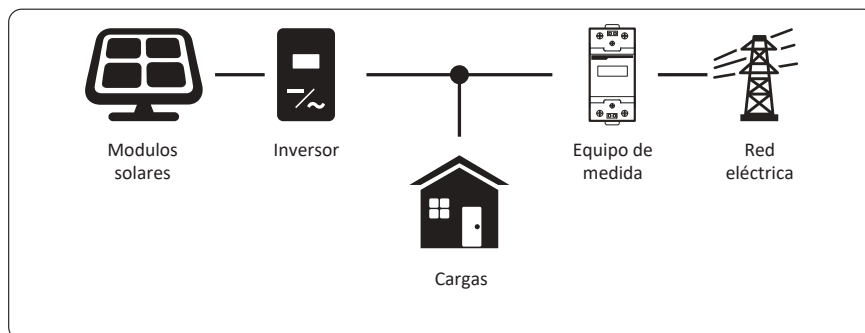 Modulos
solares
Inversor
Equipo de
medida
Red
eléctrica
Cargas